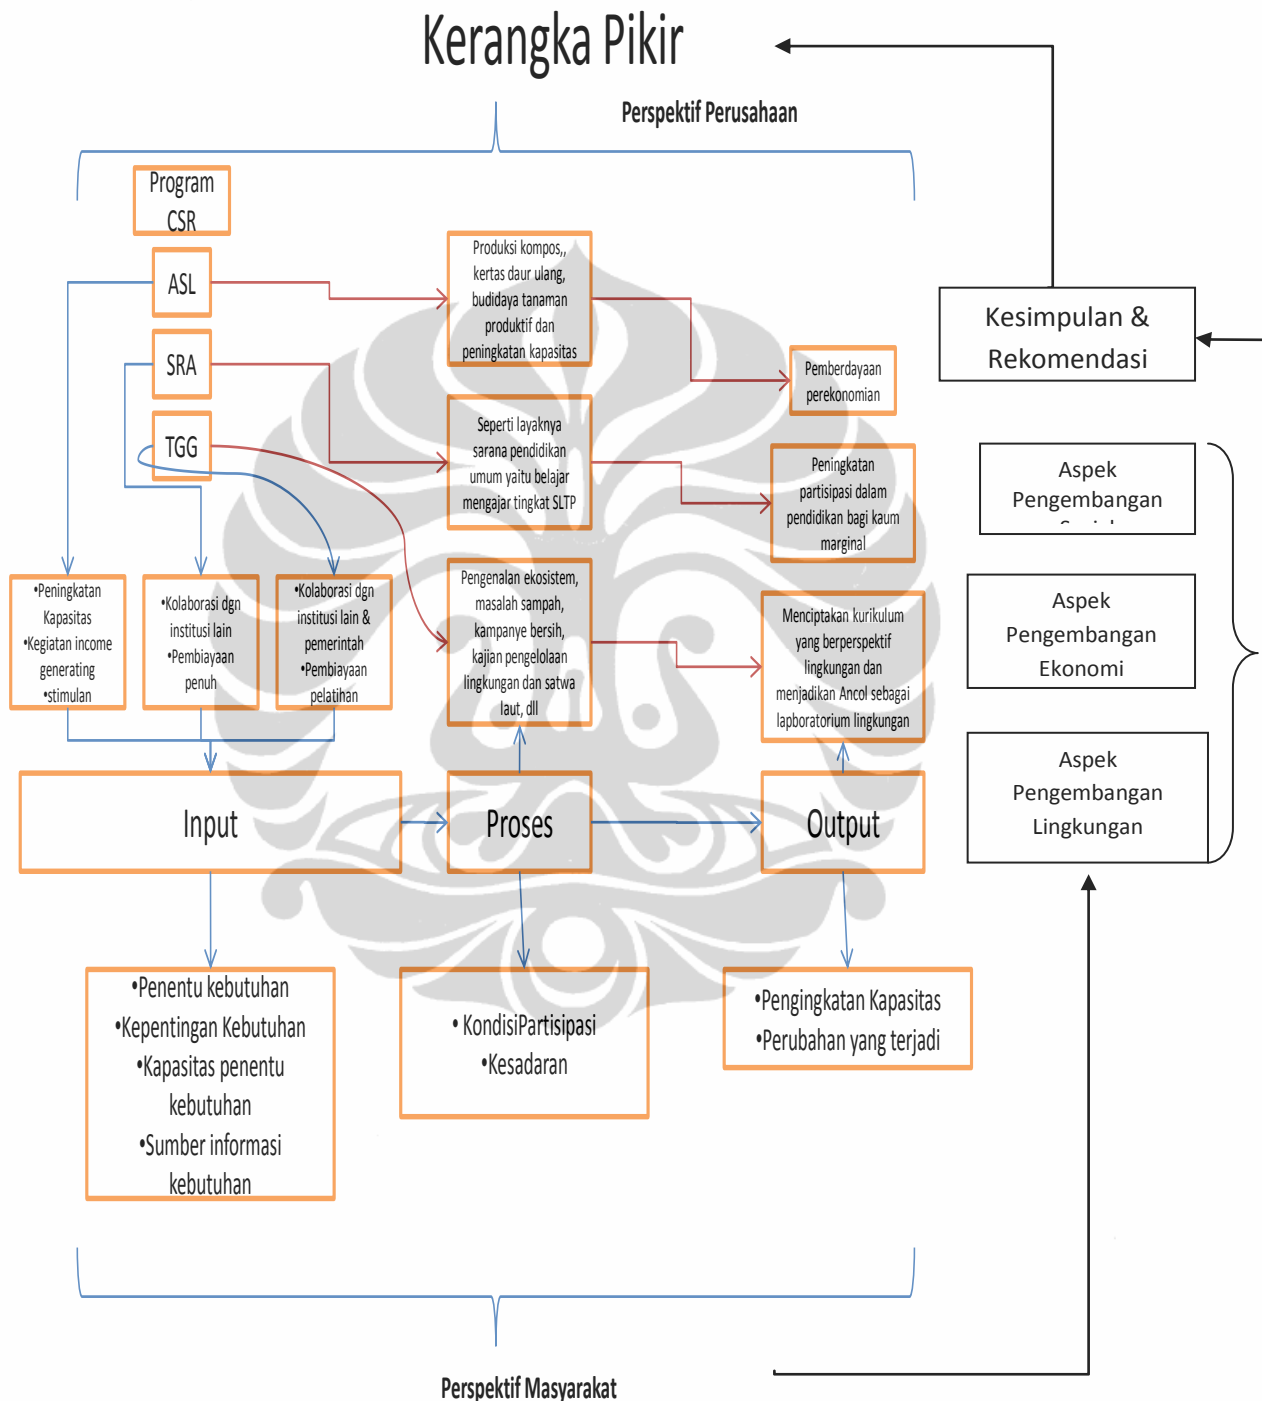 Kerangka Pikir
Perspektif Perusahaan
Program
CSR
ASL
SRA
TGG
Produksi kompos,,
kertas daur ulang,
budidaya tanaman
produktif dan
peningkatan kapasitas
Seperti layaknya
sarana pendidikan
umum yaitu belajar
mengajar tingkat SLTP
Pengenalan ekosistem,
masalah sampah,
kampanye bersih,
kajian pengelolaan
lingkungan dan satwa
laut, dll
Pemberdayaan
perekonomian
Peningkatan
partisipasi dalam
pendidikan bagi kaum
marginal
Menciptakan kurikulum
yang berperspektif
lingkungan dan
menjadikan Ancol sebagai
lapboratorium lingkungan
•Peningkatan
Kapasitas
•Kegiatan income
generating
•stimulan
•Kolaborasi dgn
institusi lain
•Pembiayaan
penuh
•Kolaborasi dgn
institusi lain &
pemerintah
•Pembiayaan
pelatihan
Input
Proses
Output
•Penentu kebutuhan
•Kepentingan Kebutuhan
•Kapasitas penentu
kebutuhan
•Sumber informasi
kebutuhan
• KondisiPartisipasi
•Kesadaran
•Pengingkatan Kapasitas
•Perubahan yang terjadi
Kesimpulan &
Rekomendasi
Aspek
Pengembangan
Aspek
Pengembangan
Ekonomi
Aspek
Pengembangan
Lingkungan
Perspektif Masyarakat